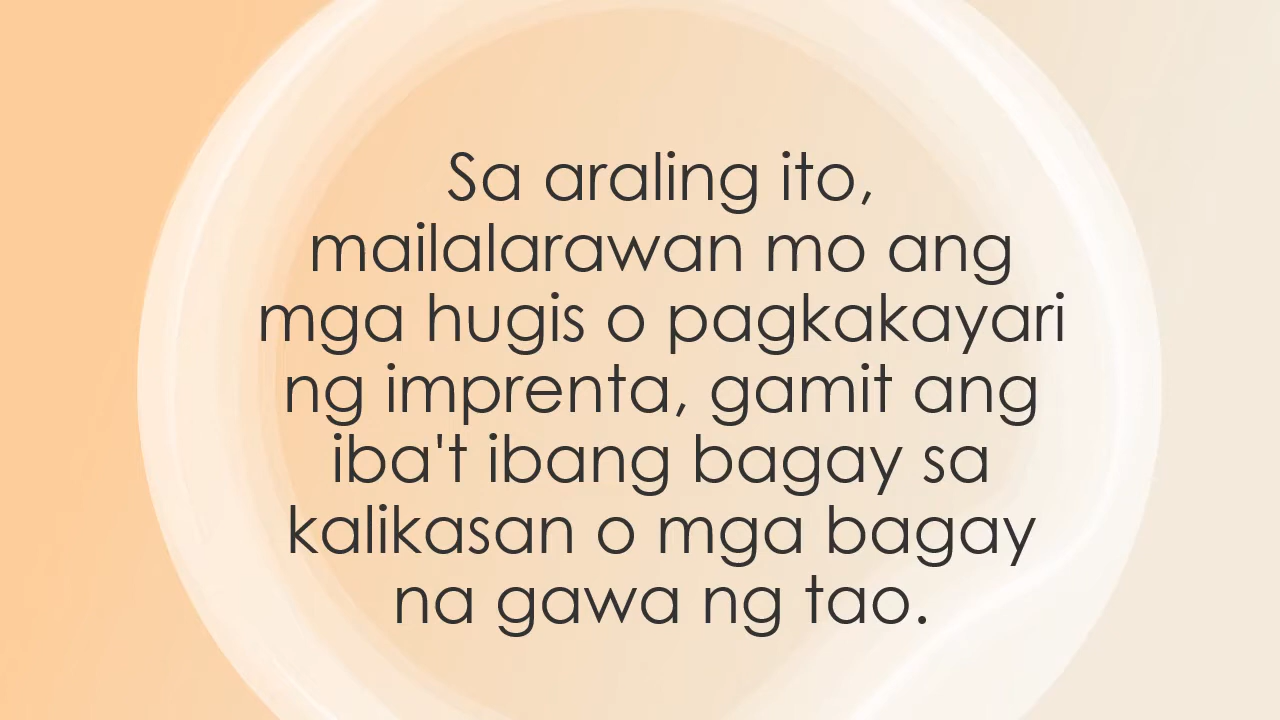 Sa araling ito,
mailalarawan mo ang
mga hugis o pagkakayari
ng imprenta, gamit ang
iba't ibang bagay sa
kalikasan o mga bagay
na gawa ng tao.